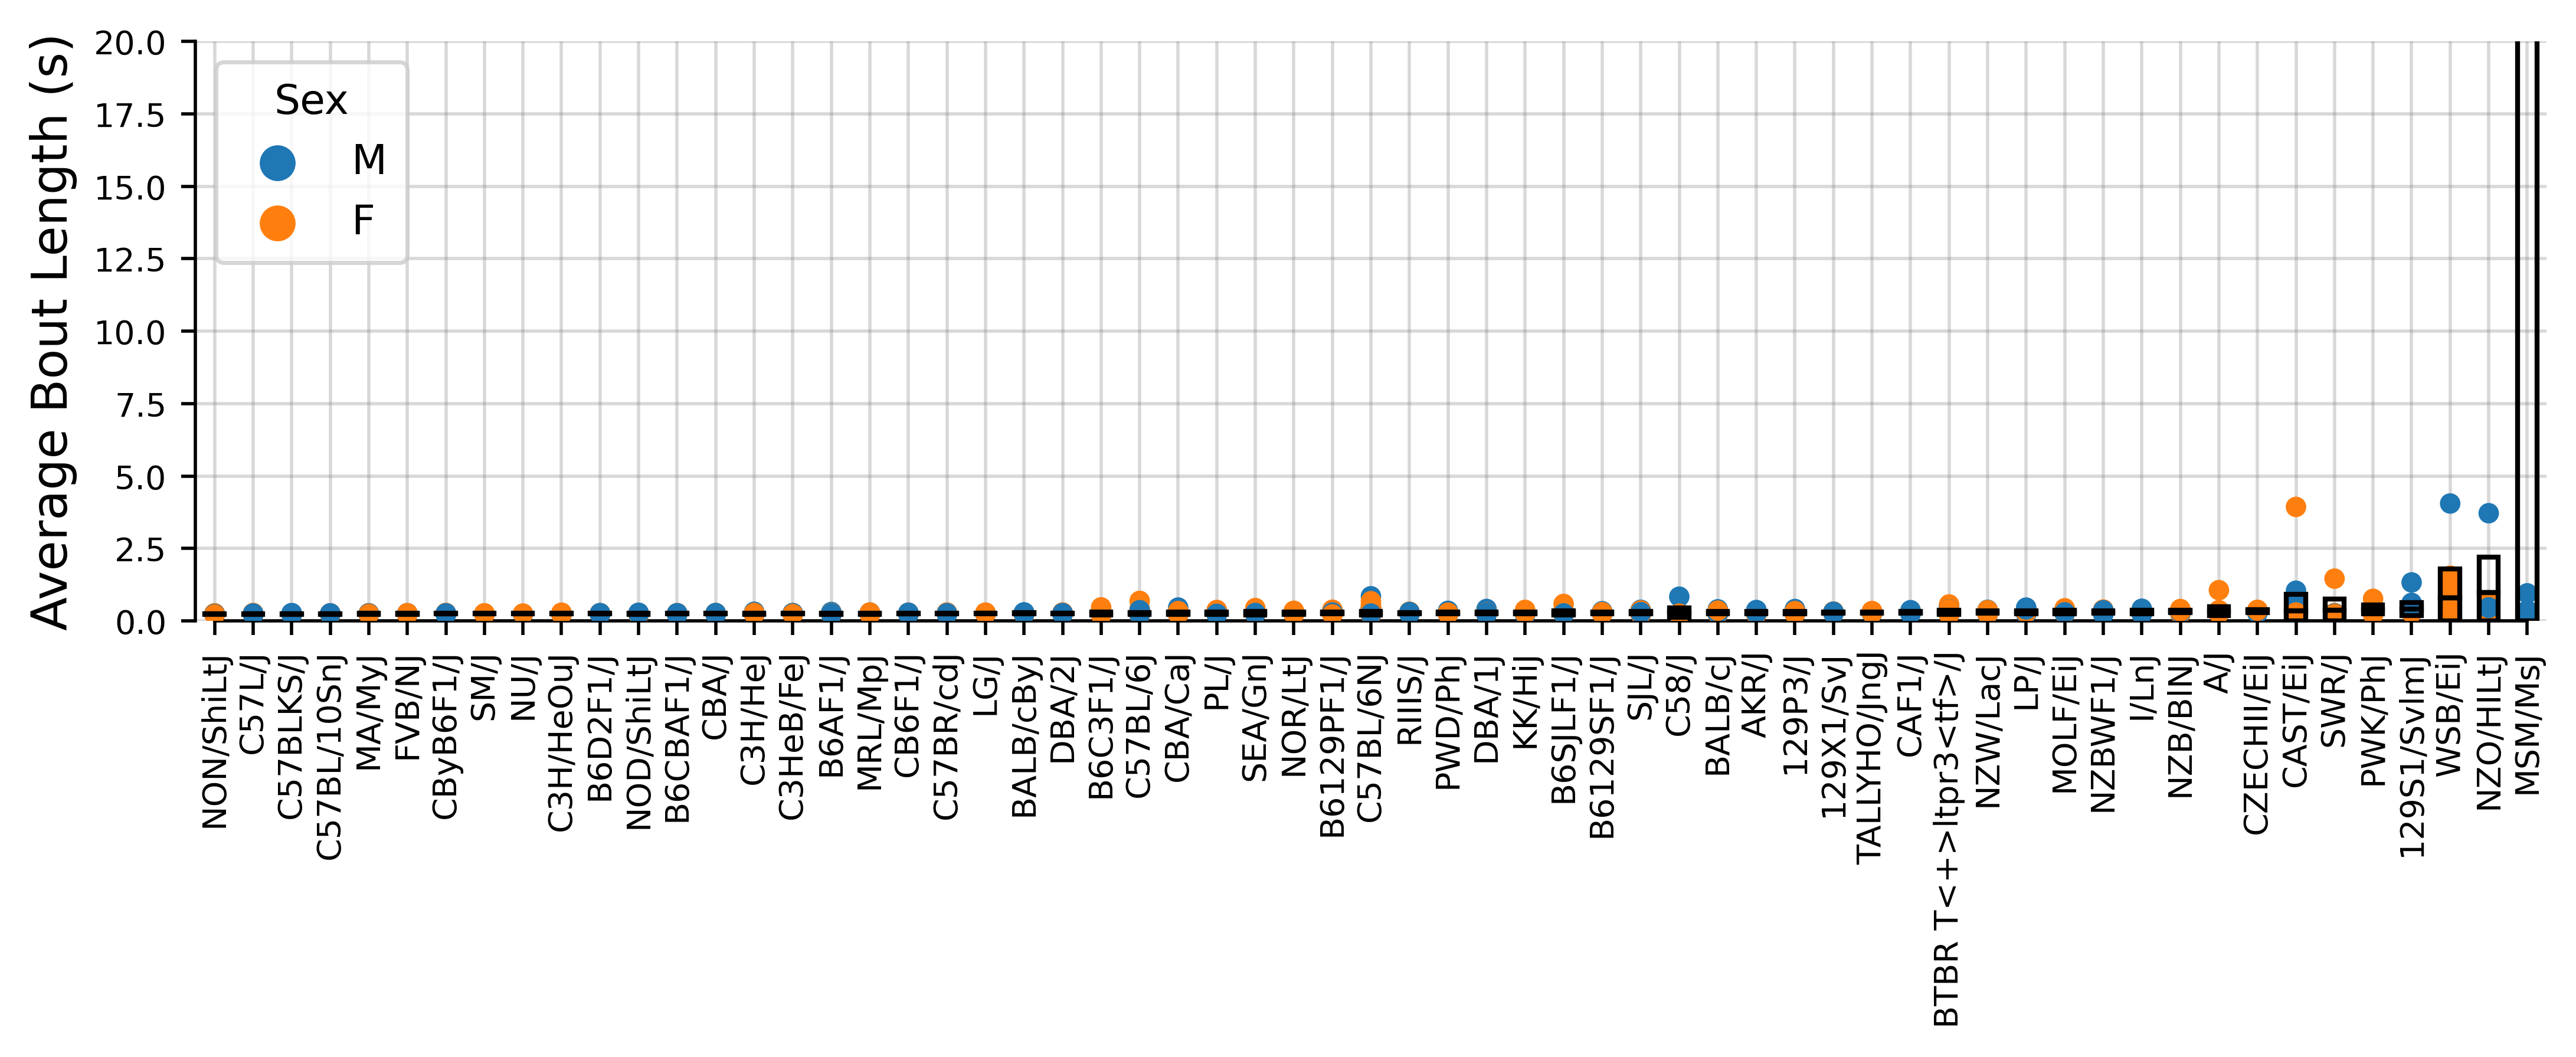 Average Bout Length (s)
20.0
17.5
15.0
12.5
10.0
7.5
5.0
2.5
0.0
Sex
M
F
NON/ShiLtJ
C57L/J
C57BLKS/J
C57BL/10SnJ
MA/MyJ
FVB/NJ
CByB6F1/J
SM/J
NU/J
C3H/HeOuJ
B6D2F1/J
NOD/ShiLtJ
B6CBAF1/J
CBA/J
C3H/HeJ
C3HeB/FeJ
B6AF1/J
MRL/MpJ
CB6F1/J
C57BR/cdJ
LG/J
BALB/cByJ
DBA/2J
B6C3F1/J
C57BL/6J
CBA/CaJ
PL/J
SEA/GnJ
NOR/LtJ
B6129PF1/J
C57BL/6NJ
RIIIS/J
PWD/PhJ
DBA/1J
KK/HiJ
B6SJLF1/J
B6129SF1/J
SJL/J
C58/J
BALB/cJ
AKR/J
129P3/J
129X1/SvJ
TALLYHO/JngJ
CAF1/J
BTBR T<+>ltpr3<tf>/J
NZW/LacJ
LP/J
MOLF/EiJ
NZBWF1/J
I/LnJ
NZB/BINJ
A/J
CZECHII/EiJ
CAST/EiJ
SWR/J
PWK/PhJ
129S1/SvImJ
WSB/EiJ
NZO/HILtJ
MSM/MsJ